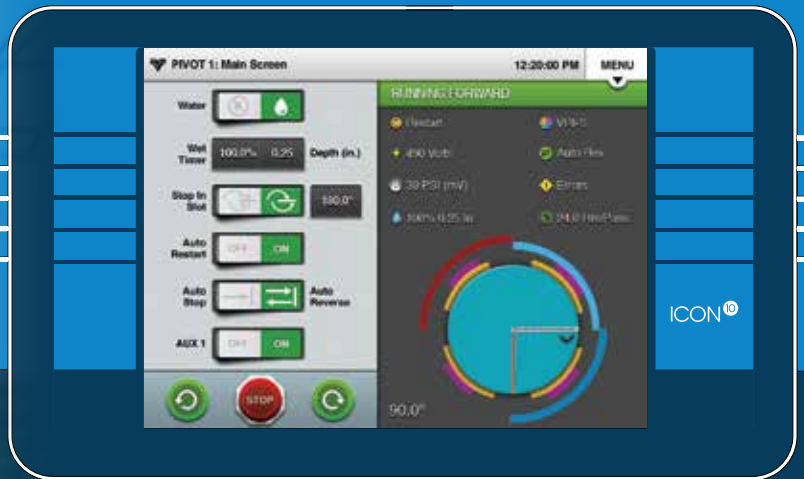 PIVOT 1: Main Screen
12:20:00 PM
MENU
Water
Wet Timer
100.0%
0.25
Depth (in.)
Stop In Slot
180.0°
Auto Restart
OFF
ON
Auto Stop
Auto Reverse
AUX 1
OFF
ON
STOP
RUNNING FORWARD
Restart
VRI-S
490 Volts
Auto Rev
30 PSI (mV)
Errors
100% 0.25 in
24.0 Hrs/Pass
90.0°
ICON10